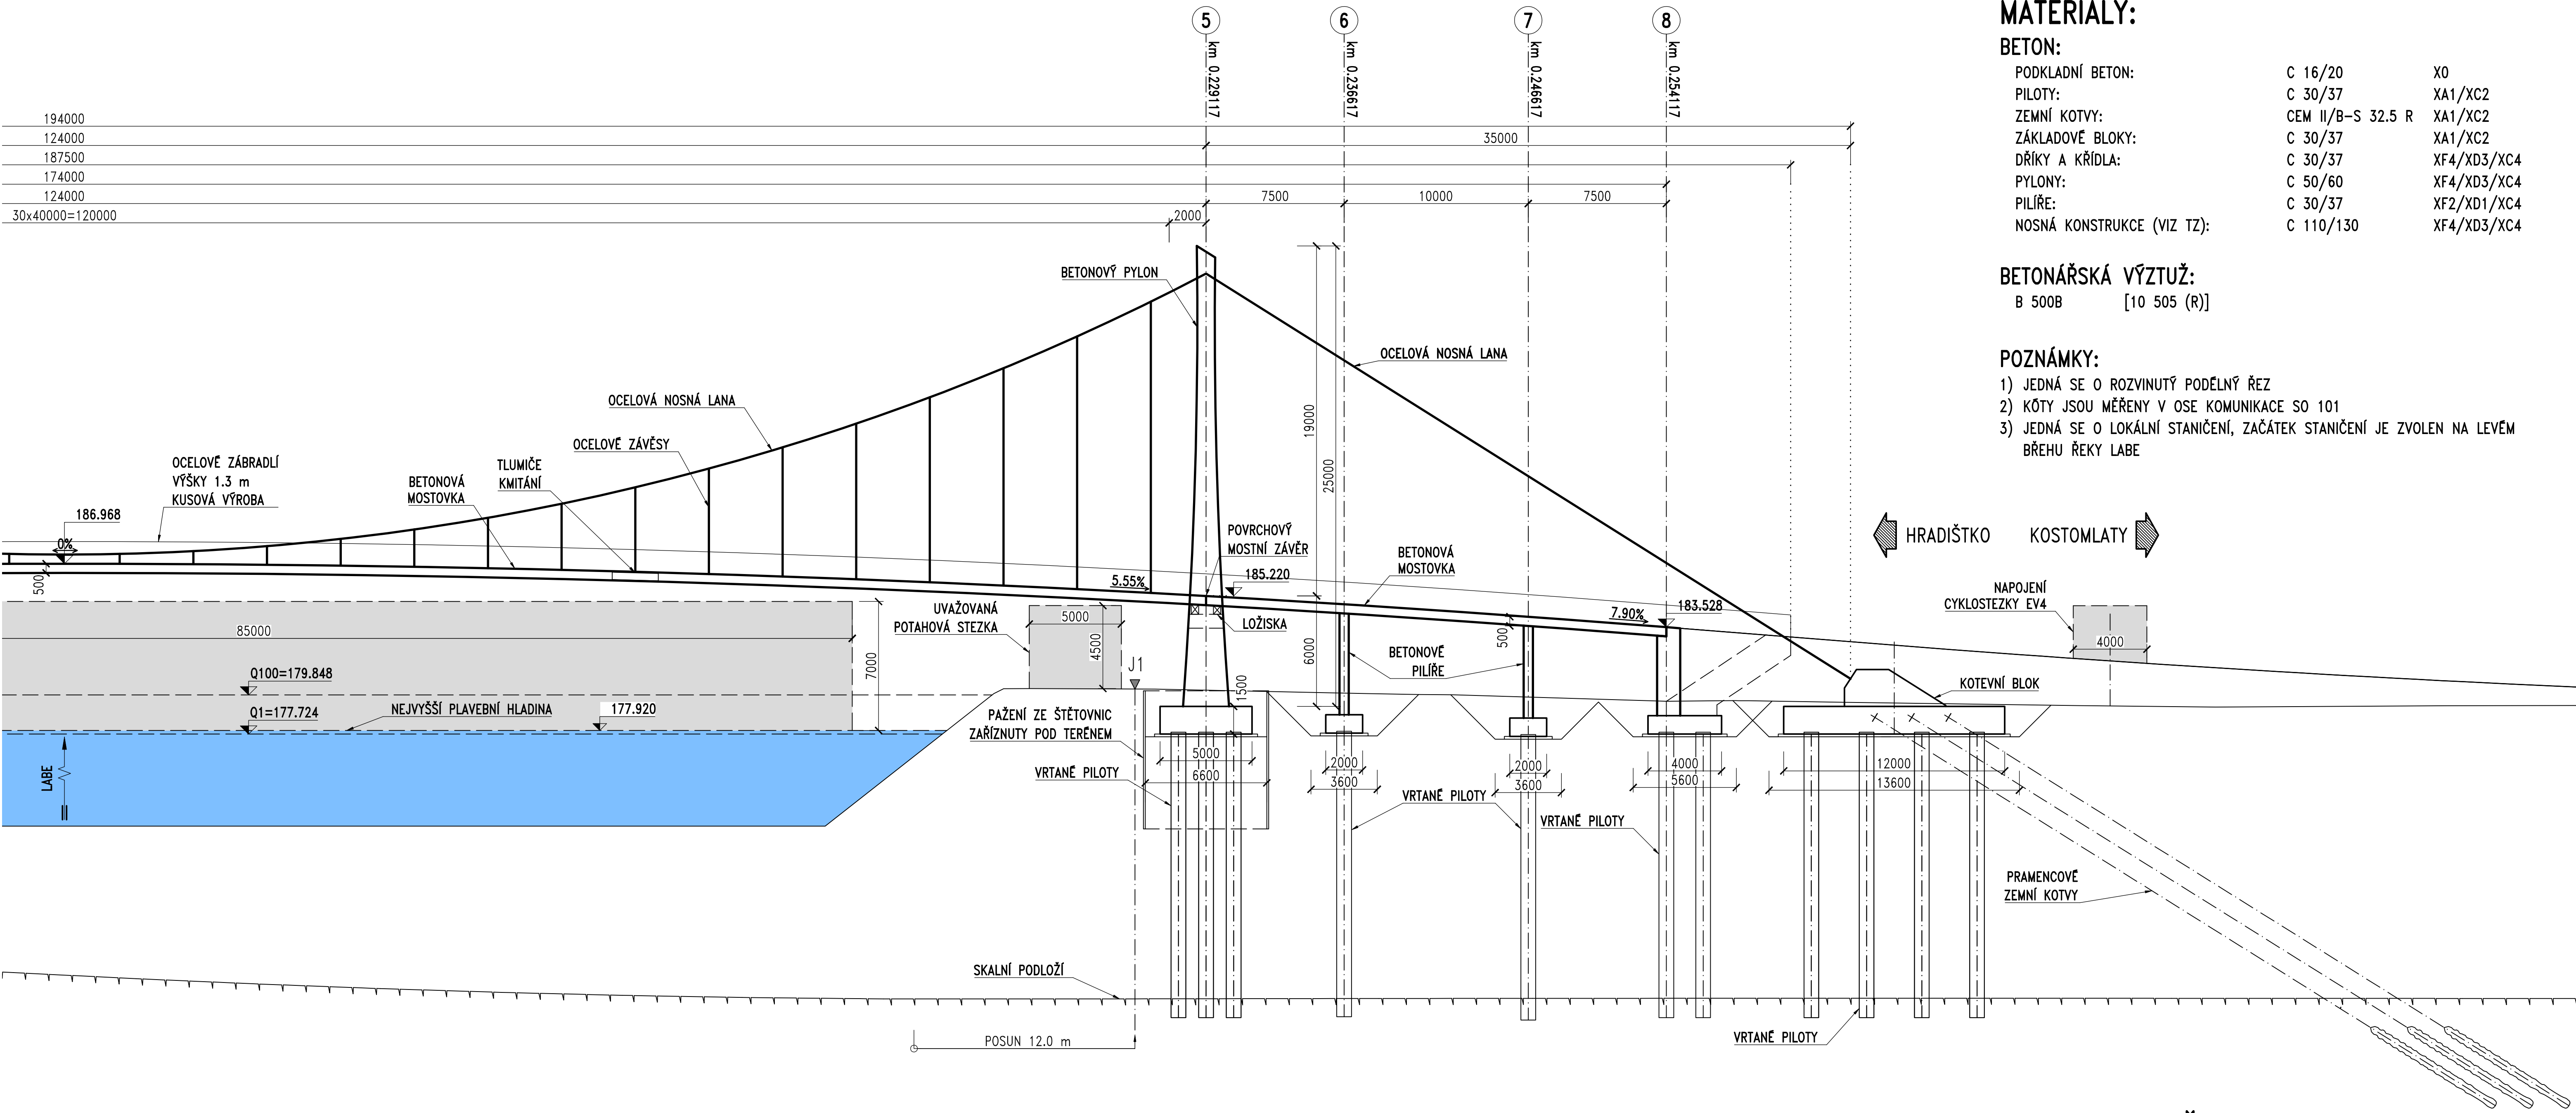 5
6
7
8
km 0.229117
km 0.236617
km 0.246617
km 0.254117
194000
124000
35000
187500
174000
124000
7500
10000
7500
30x40000=120000
2000
BETONOVÝ PYLON
OCELOVÁ NOSNÁ LANA
OCELOVÁ NOSNÁ LANA
OCELOVÉ ZÁVĚSY
19000
25000
OCELOVÉ ZÁBRADLÍ
VÝŠKY 1.3 m
KUSOVÁ VÝROBA
BETONOVÁ
MOSTOVKA
TLUMIČE
KMITÁNÍ
186.968
0%
500
POVRCHOVÝ
MOSTNÍ ZÁVĚR
BETONOVÁ
MOSTOVKA
5.55%
185.220
7.90%
183.528
UVAŽOVANÁ
POTAHOVÁ STEZKA
5000
4500
LOŽISKA
6000
500
85000
7000
BETONOVÉ
PILÍŘE
J1
1500
Q100=179.848
Q1=177.724
NEJVYŠŠÍ PLAVEBNÍ HLADINA
177.920
PAŽENÍ ZE ŠTĚTOVNIC
ZAŘÍZNUTY POD TERÉNEM
LABE
VRTANÉ PILOTY
5000
6600
2000
3600
2000
3600
4000
5600
12000
13600
VRTANÉ PILOTY
VRTANÉ PILOTY
KOTEVNÍ BLOK
HRADIŠTKO
KOSTOMLATY
NAPOJENÍ
CYKLOSTEZKY EV4
4000
PRAMENCOVÉ
ZEMNÍ KOTVY
SKALNÍ PODLOŽÍ
POSUN 12.0 m
VRTANÉ PILOTY
MATERIÁLY:
BETON:
PODKLADNÍ BETON: C 16/20 X0
PILOTY: C 30/37 XA1/XC2
ZEMNÍ KOTVY: CEM II/B-S 32.5 R XA1/XC2
ZÁKLADOVÉ BLOKY: C 30/37 XA1/XC2
DŘÍKY A KŘÍDLA: C 30/37 XF4/XD3/XC4
PYLONY: C 50/60 XF4/XD3/XC4
PILÍŘE: C 30/37 XF2/XD1/XC4
NOSNÁ KONSTRUKCE (VIZ TZ): C 110/130 XF4/XD3/XC4
BETONÁŘSKÁ VÝZTUŽ:
B 500B [10 505 (R)]
POZNÁMKY:
1) JEDNÁ SE O ROZVINUTÝ PODÉLNÝ ŘEZ
2) KÓTY JSOU MĚŘENY V OSE KOMUNIKACE SO 101
3) JEDNÁ SE O LOKÁLNÍ STANIČENÍ, ZAČÁTEK STANIČENÍ JE ZVOLEN NA LEVÉM
BŘEHU ŘEKY LABE